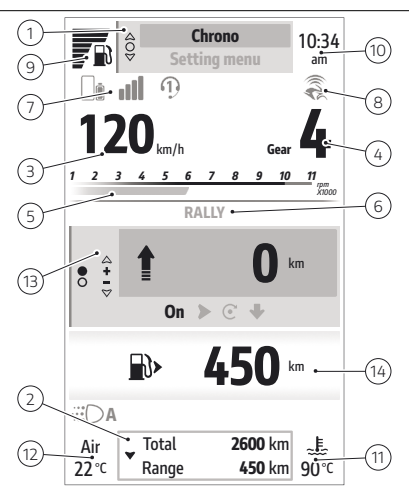 1
Chrono
Setting menu
10:34
am
9
10
7
8
120 km/h
Gear 4
3
4
1 2 3 4 5 6 7 8 9 10 11
rpm
X1000
5
RALLY
6
13
+
-
0 km
On
450 km
14
A
2
Air
22 °C
12
Total 2600 km
Range 450 km
90 °C
11